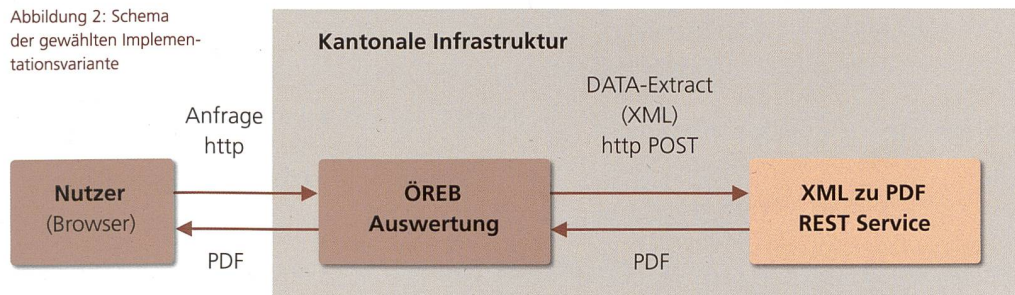 Abbildung 2: Schema
der gewählten Implemen-
tationsvariante
Kantonale Infrastruktur
Anfrage
http
DATA-Extract
(XML)
http POST
Nutzer
(Browser)
ÖREB
Auswertung
XML zu PDF
REST Service
PDF
PDF